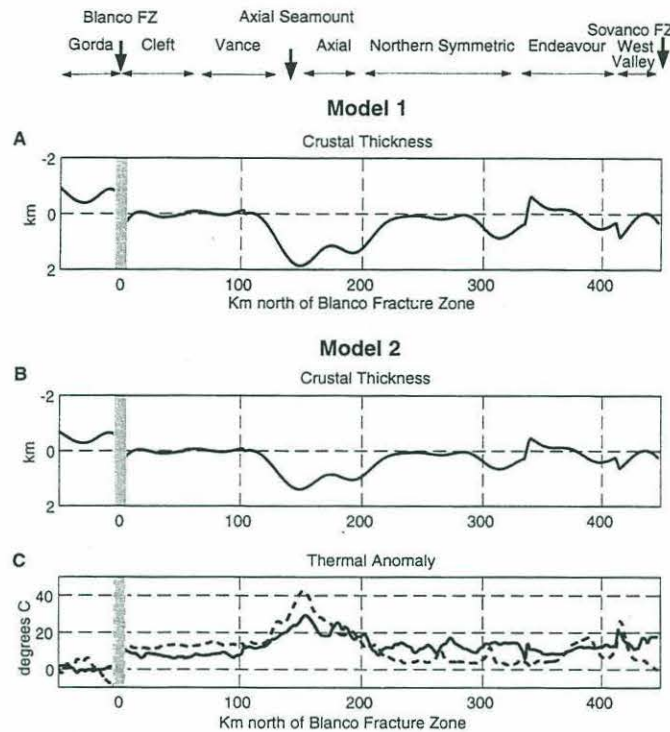 Blanco FZ
Axial Seamount
Sovanco FZ
Gorda Cleft Vance Axial Northern Symmetric Endeavour West Valley
Model 1
A
Crustal Thickness
-2
0
2
km
0 100 200 300 400
Km north of Blanco Fracture Zone
Model 2
B
Crustal Thickness
-2
0
2
km
0 100 200 300 400
C
Thermal Anomaly
40
20
0
degrees C
0 100 200 300 400
Km north of Blanco Fracture Zone